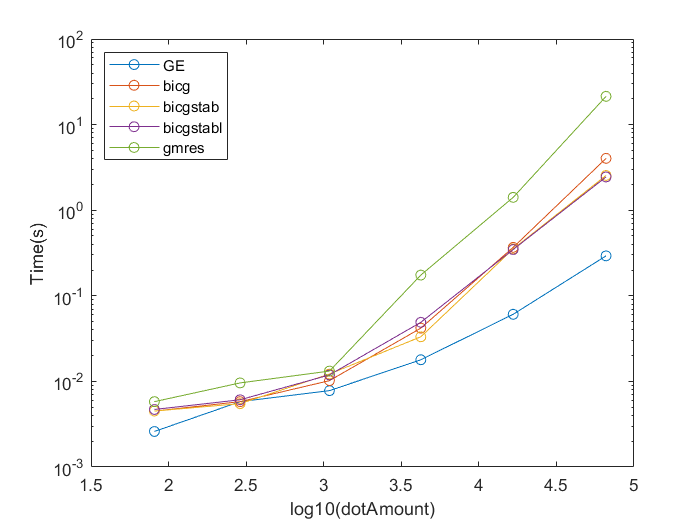 10^2
10^1
10^0
10^-1
10^-2
10^-3
Time(s)
GE
bicg
bicgstab
bicgstabl
gmres
1.5 2 2.5 3 3.5 4 4.5 5
log10(dotAmount)